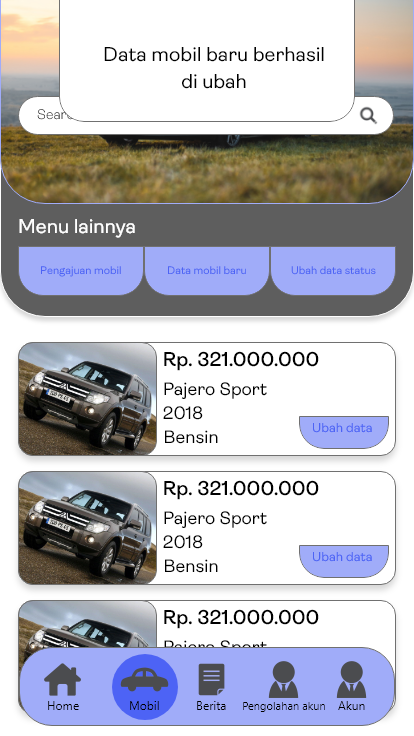 Data mobil baru berhasil
di ubah
Menu lainnya
Pengajuan mobil
Data mobil baru
Ubah data status
Rp. 321.000.000
Pajero Sport
2018
Bensin
Ubah data
Rp. 321.000.000
Pajero Sport
2018
Bensin
Ubah data
Rp. 321.000.000
Pajero Sport
Home
Mobil
Berita
Pengolahan akun
Akun